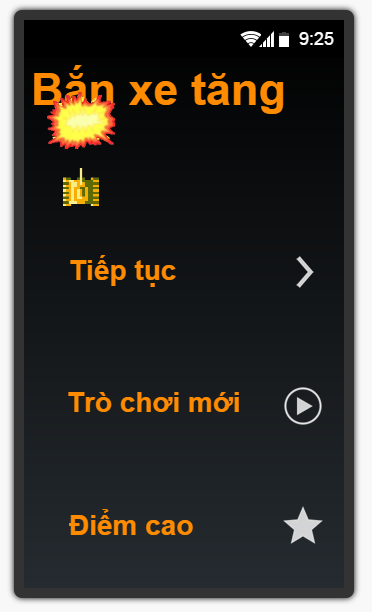 9:25
Bắn xe tăng
Tiếp tục
Trò chơi mới
Điểm cao